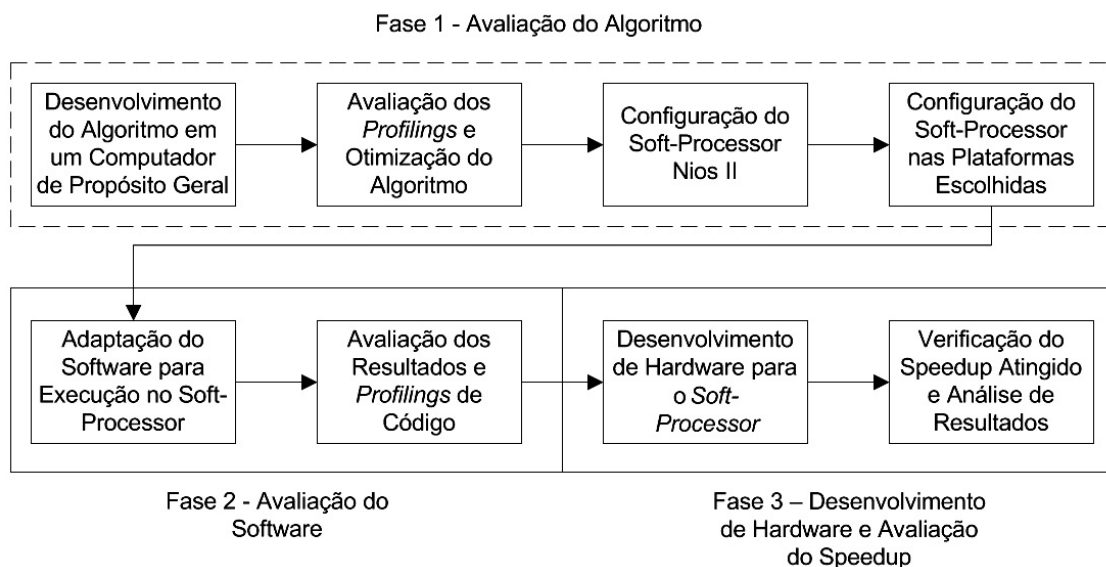 Fase 1 - Avaliação do Algoritmo
Desenvolvimento
do Algoritmo em
um Computador
de Propósito Geral
Avaliação dos
Profilings e
Otimização do
Algoritmo
Configuração do
Soft-Processor
Nios II
Configuração do
Soft-Processor
nas Plataformas
Escolhidas
Adaptação do
Software para
Execução no Soft-
Processor
Avaliação dos
Resultados e
Profilings de
Código
Desenvolvimento
de Hardware para
o Soft-
Processor
Verificação do
Speedup Atingido
e Análise de
Resultados
Fase 2 - Avaliação do
Software
Fase 3 – Desenvolvimento
de Hardware e Avaliação
do Speedup